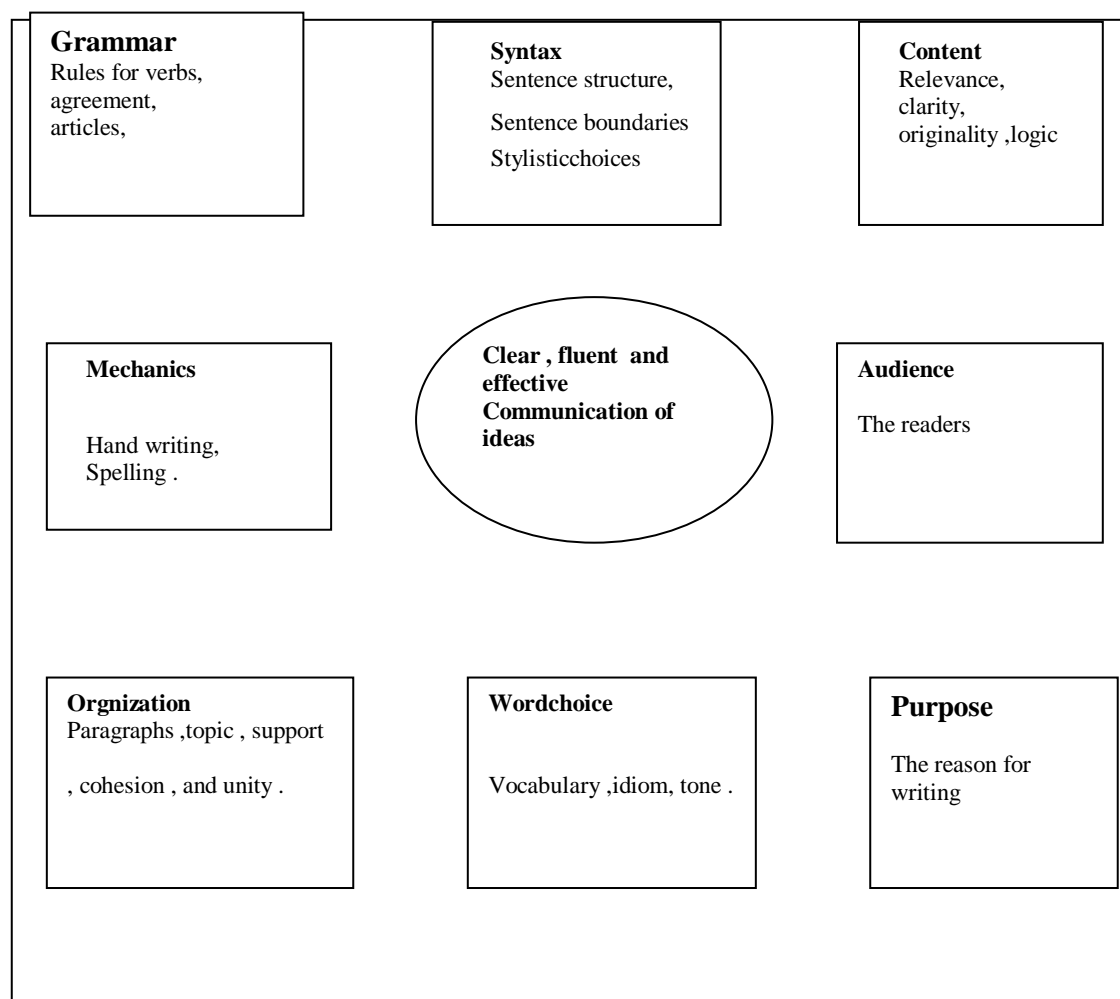 Grammar
Rules for verbs,
agreement,
articles,
Syntax
Sentence structure,
Sentence boundaries
Stylisticchoices
Content
Relevance,
clarity,
originality ,logic
Mechanics
Hand writing,
Spelling .
Clear , fluent and
effective
Communication of
ideas
Audience
The readers
Orgnization
Paragraphs ,topic , support
, cohesion , and unity .
Wordchoice
Vocabulary ,idiom, tone .
Purpose
The reason for
writing